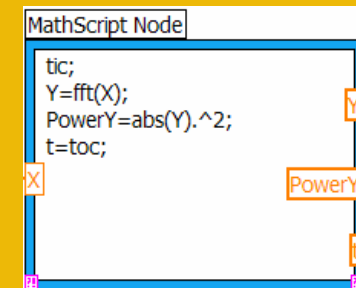 MathScript Node
tic;
Y=fft(X);
PowerY=abs(Y).^2;
t=toc;
Y
X
PowerY
t